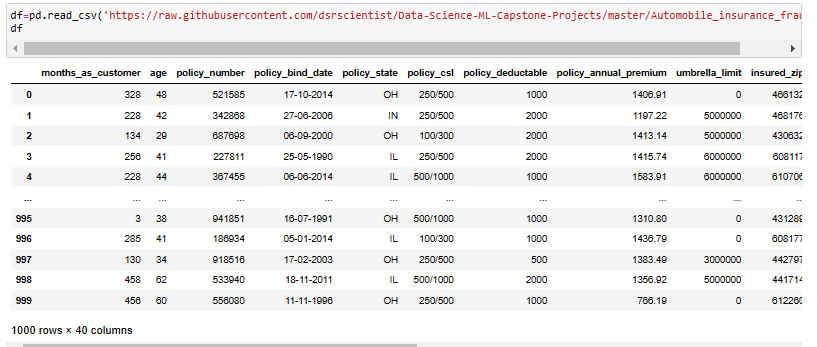 df=pd.read_csv('https://raw.githubusercontent.com/dsrscientist/Data-Science-ML-Capstone-Projects/master/Automobile_insurance_frau
df
months_as_customer age policy_number policy_bind_date policy_state policy_csl policy_deductable policy_annual_premium umbrella_limit insured_zip
0 328 48 521585 17-10-2014 OH 250/500 1000 1406.91 0 466132
1 228 42 342868 27-06-2006 IN 250/500 2000 1197.22 5000000 468176
2 134 29 687698 06-09-2000 OH 100/300 2000 1413.14 5000000 430632
3 256 41 227811 25-05-1990 IL 250/500 2000 1415.74 6000000 608117
4 228 44 367455 06-06-2014 IL 500/1000 1000 1583.91 6000000 610706
... ... ... ... ... ... ... ... ... ... ..
995 3 38 941851 16-07-1991 OH 500/1000 1000 1310.80 0 431289
996 285 41 186934 05-01-2014 IL 100/300 1000 1436.79 0 608177
997 130 34 918516 17-02-2003 OH 250/500 500 1383.49 3000000 442797
998 458 62 533940 18-11-2011 IL 500/1000 2000 1356.92 5000000 441714
999 456 60 556080 11-11-1996 OH 250/500 1000 766.19 0 612260
1000 rows × 40 columns